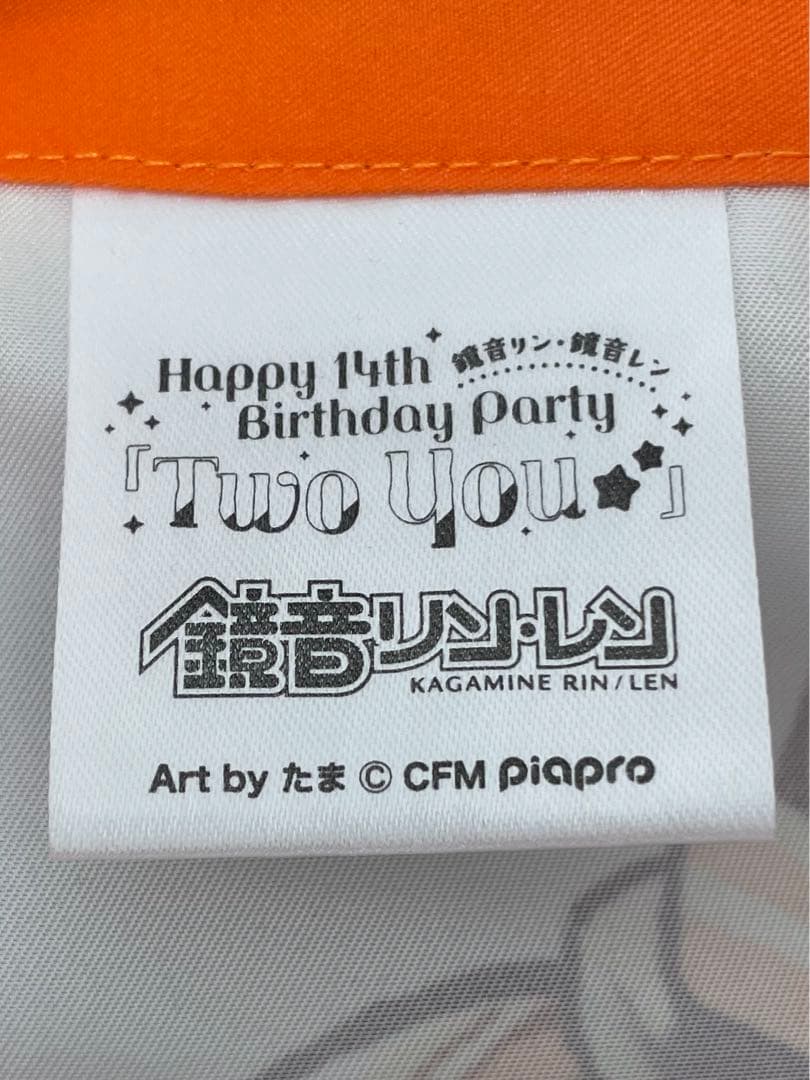 鏡音リン・鏡音レン
Happy 14th
Birthday Party
『Two You★★』
鏡音リン・レン
KAGAMINE RIN/LEN
Art by たま © CFM piapro